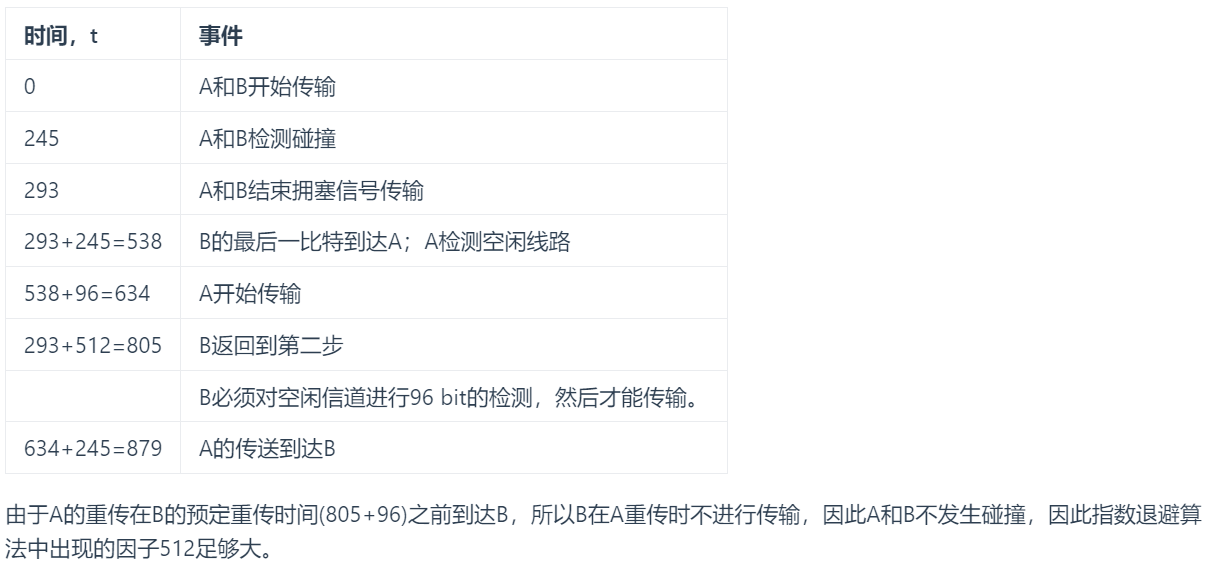 时间，t 事件
0 A和B开始传输
245 A和B检测碰撞
293 A和B结束拥塞信号传输
293+245=538 B的最后一比特到达A；A检测空闲线路
538+96=634 A开始传输
293+512=805 B返回到第二步
B必须对空闲信道进行96 bit的检测，然后才能传输。
634+245=879 A的传送到达B
由于A的重传在B的预定重传时间(805+96)之前到达B，所以B在A重传时不进行传输，因此A和B不发生碰撞，因此指数退避算
法中出现的因子512足够大。